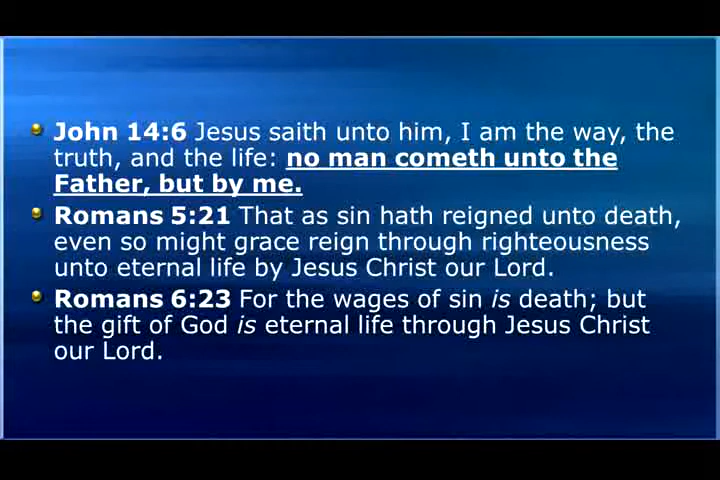 John 14:6 Jesus saith unto him, I am the way, the
truth, and the life: no man cometh unto the
Father, but by me.
Romans 5:21 That as sin hath reigned unto death,
even so might grace reign through righteousness
unto eternal life by Jesus Christ our Lord.
Romans 6:23 For the wages of sin is death; but
the gift of God is eternal life through Jesus Christ
our Lord.